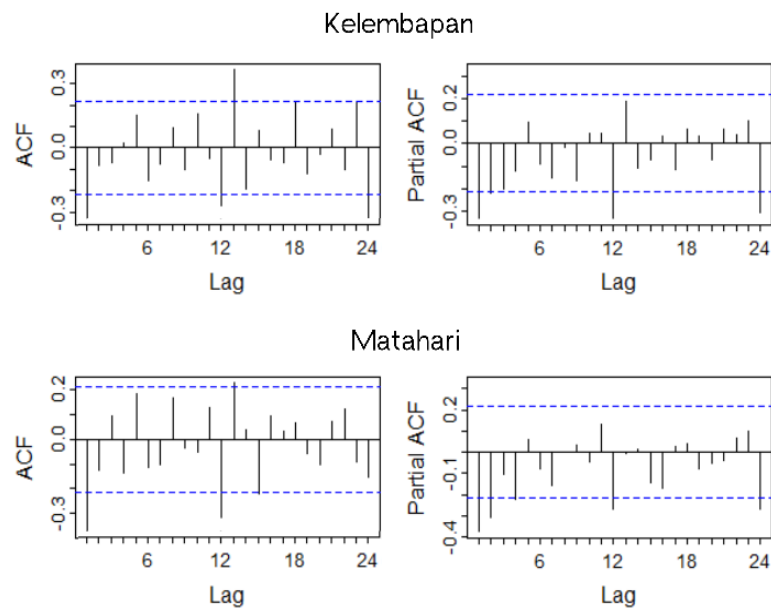 Kelembapan
ACF
0.3
0.0
-0.3
6
12
18
24
Lag
Partial ACF
0.2
0.0
-0.3
6
12
18
24
Lag
Matahari
ACF
0.2
0.0
-0.3
6
12
18
24
Lag
Partial ACF
0.2
-0.1
-0.4
6
12
18
24
Lag